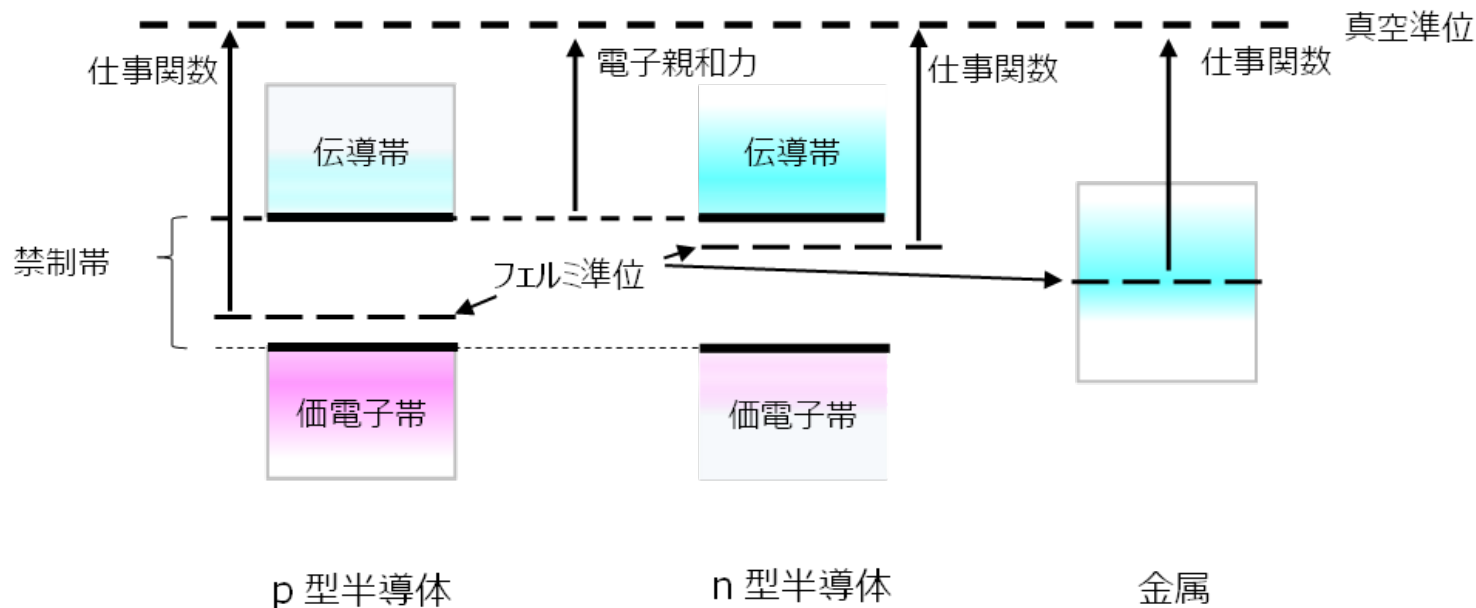 真空準位
仕事関数
電子親和力
仕事関数
仕事関数
伝導帯
伝導帯
禁制帯
フェルミ準位
価電子帯
価電子帯
p 型半導体
n 型半導体
金属